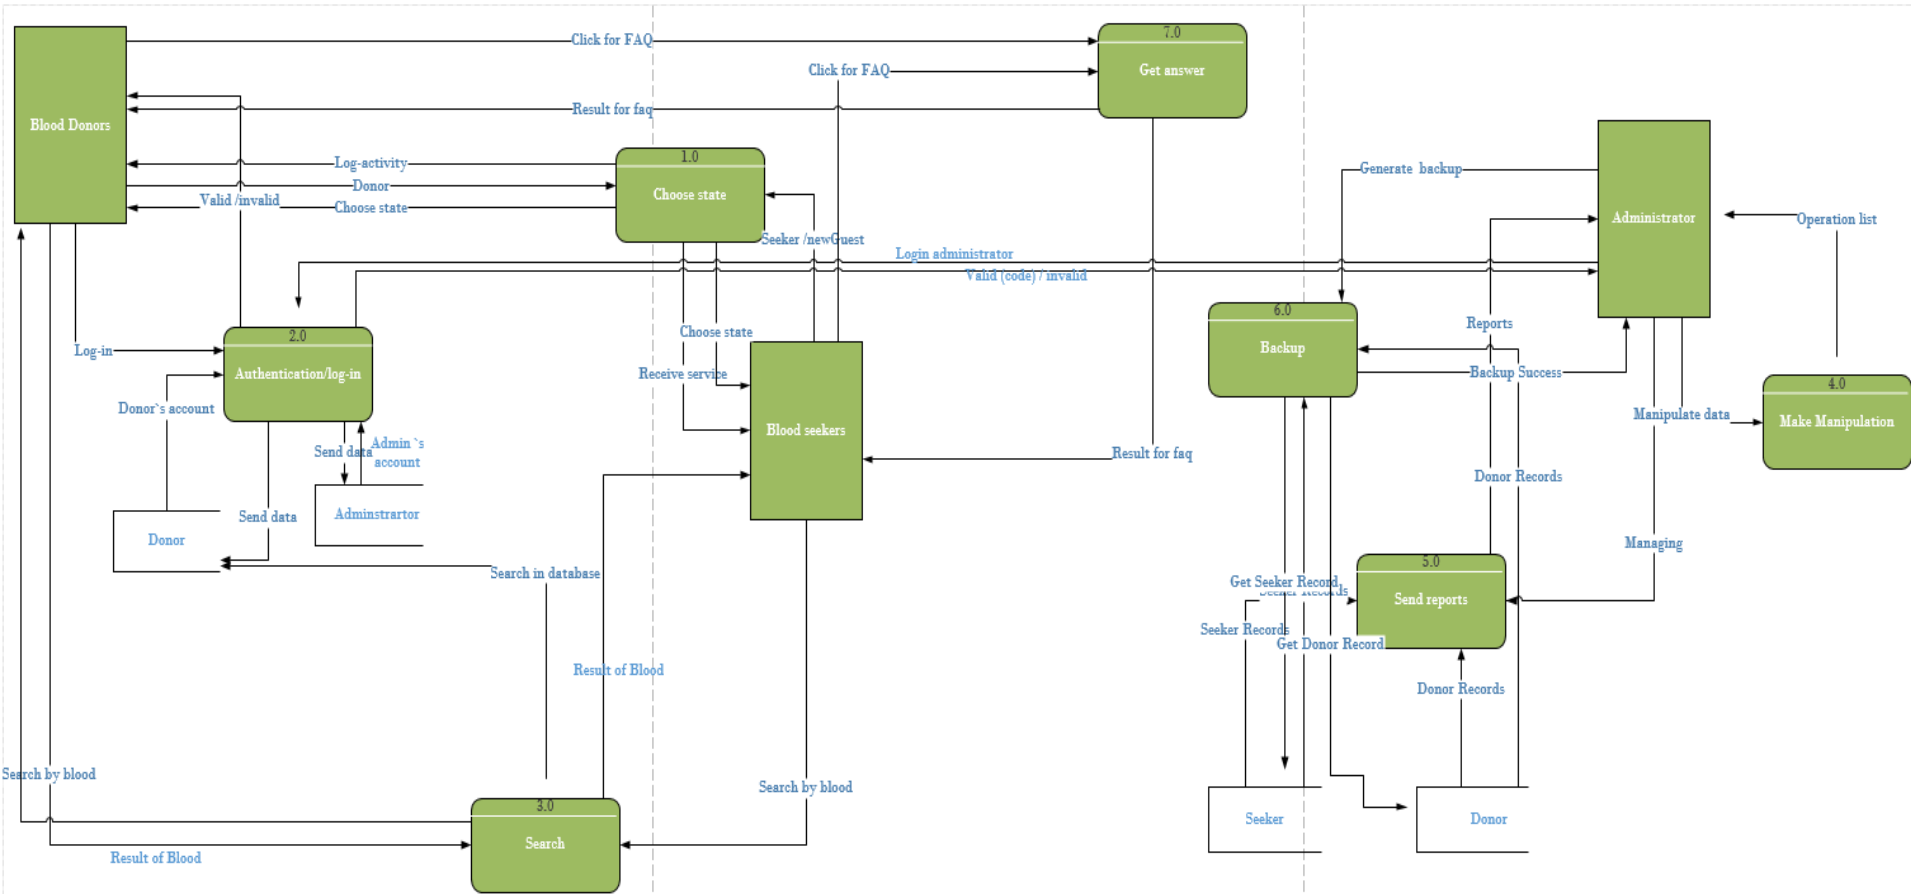 7.0
Click for FAQ
Click for FAQ
Get answer
Result for faq
Blood Donors
1.0
Log-activity
Generate backup
Donor
Choose state
Valid /invalid
Choose state
Administrator
Operation list
Seeker /newGuest
Login administrator
Valid (code) / invalid
6.0
Reports
2.0
Choose state
Log-in
Backup
Authentication/log-in
Receive service
Backup Success
4.0
Donor`s account
Manipulate data
Make Manipulation
Blood seekers
Admin `s
account
Send data
Result for faq
Donor Records
Adminstrartor
Send data
Donor
Managing
5.0
Search in database
Get Seeker Record
Seeker Records
Send reports
Seeker Records
Get Donor Record
Result of Blood
Donor Records
Search by blood
Search by blood
3.0
Seeker
Donor
Search
Result of Blood